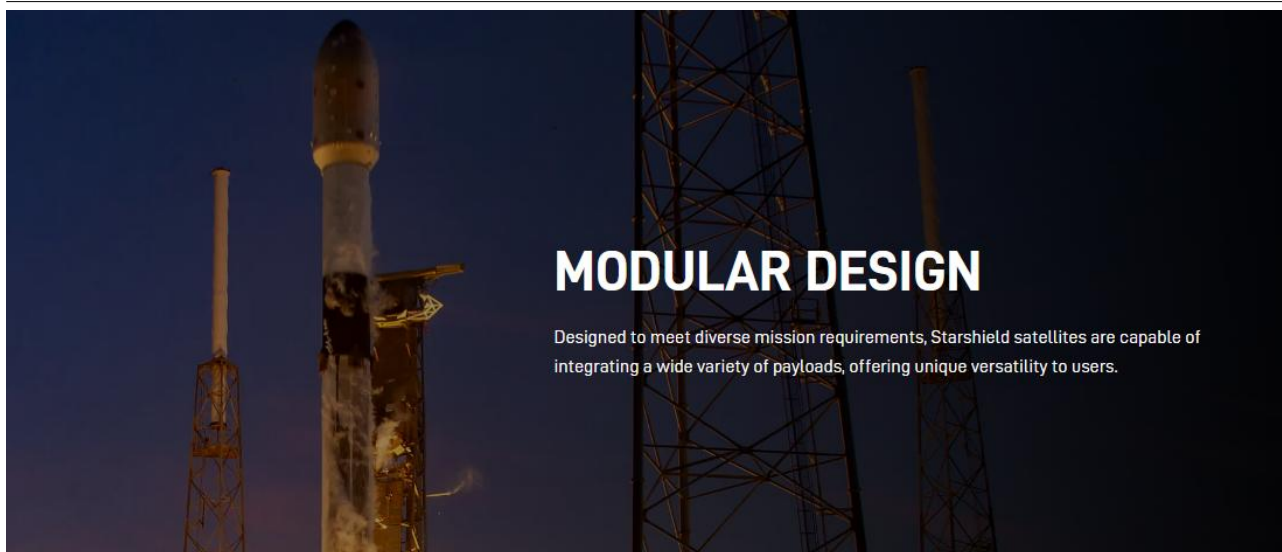 MODULAR DESIGN
Designed to meet diverse mission requirements, Starshield satellites are capable of
integrating a wide variety of payloads, offering unique versatility to users.